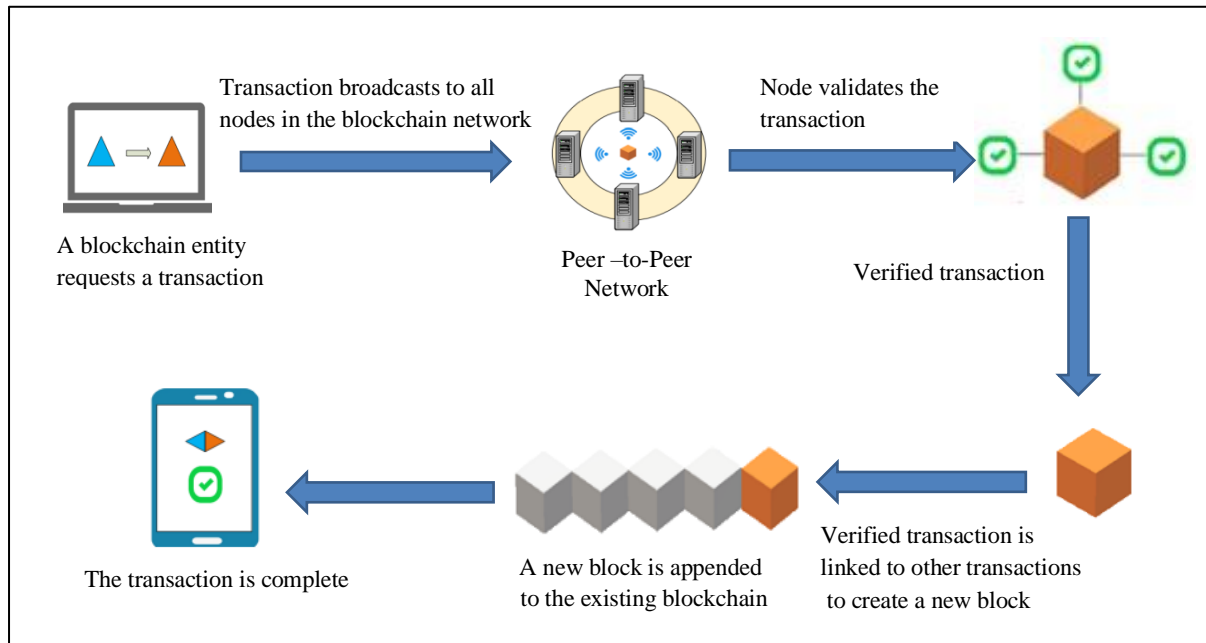 Transaction broadcasts to all
nodes in the blockchain network
Node validates the
transaction
A blockchain entity
requests a transaction
Peer –to-Peer
Network
Verified transaction
The transaction is complete
A new block is appended
to the existing blockchain
Verified transaction is
linked to other transactions
to create a new block